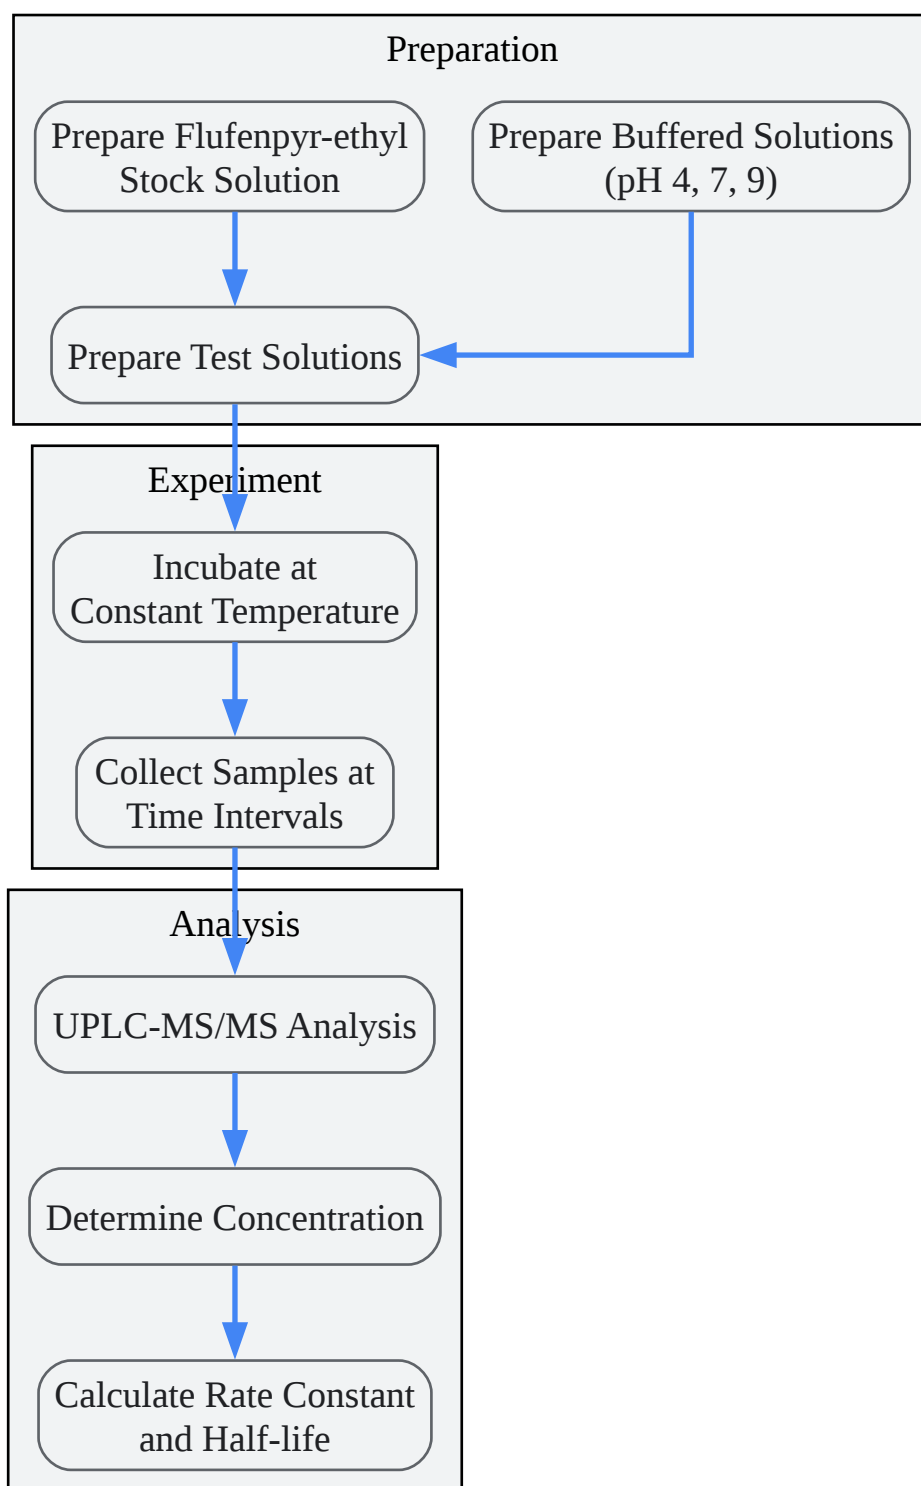 Preparation
Prepare Flufenpyr-ethyl
Stock Solution
Prepare Buffered Solutions
(pH 4, 7, 9)
Prepare Test Solutions
Experiment
Incubate at
Constant Temperature
Collect Samples at
Time Intervals
Analysis
UPLC-MS/MS Analysis
Determine Concentration
Calculate Rate Constant
and Half-life